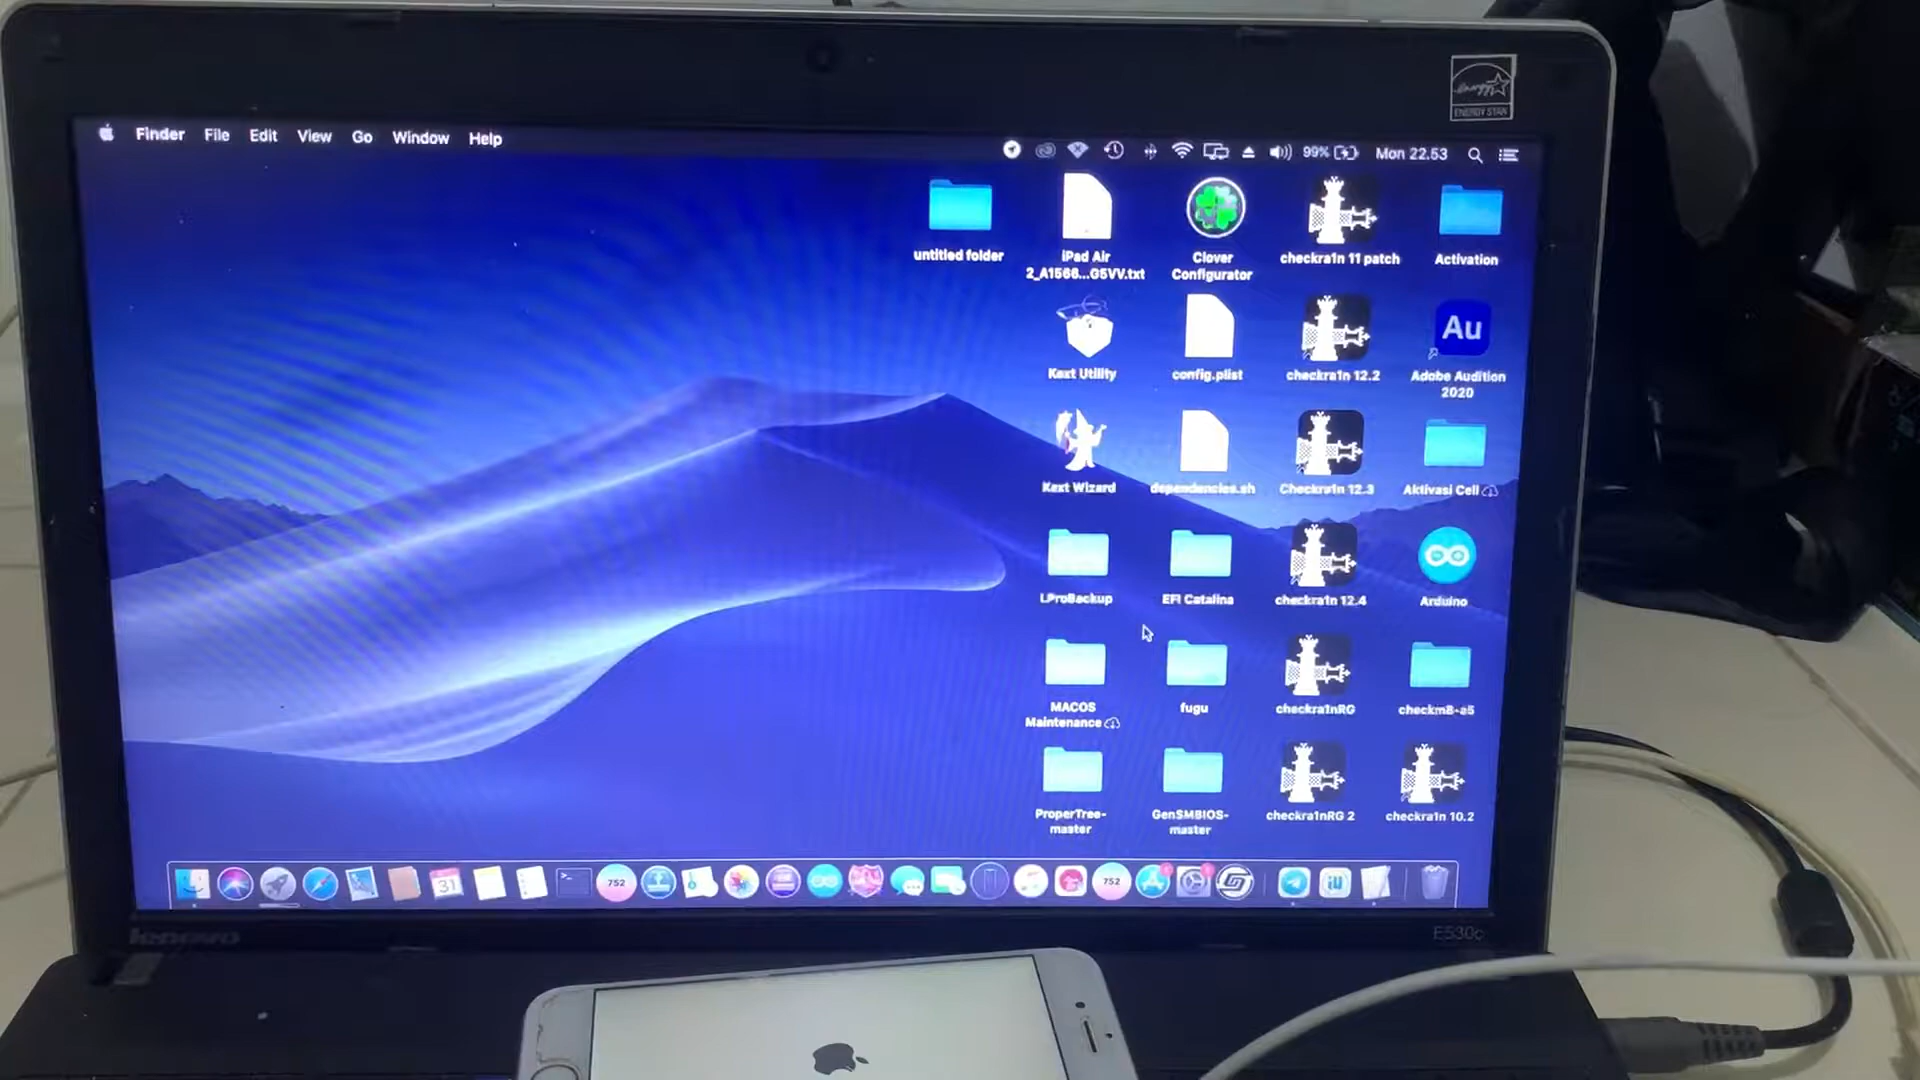 energy
ENERGY STAR
Finder File Edit View Go Window Help
99% Mon 22.53
untitled folder
iPad Air
2_A1566...G5VV.txt
Clover
Configurator
checkra1n 11 patch
Activation
Kext Utility
config.plist
checkra1n 12.2
Au
Adobe Audition
2020
Kext Wizard
dependencies.sh
Checkra1n 12.3
Aktivasi Cell
LProBackup
EFI Catalina
checkra1n 12.4
Arduino
MACOS
Maintenance
fugu
checkra1nRG
checkm8-a5
ProperTree-
master
GenSMBIOS-
master
checkra1nRG 2
checkra1n 10.2
31
752
752
lenovo
E530c